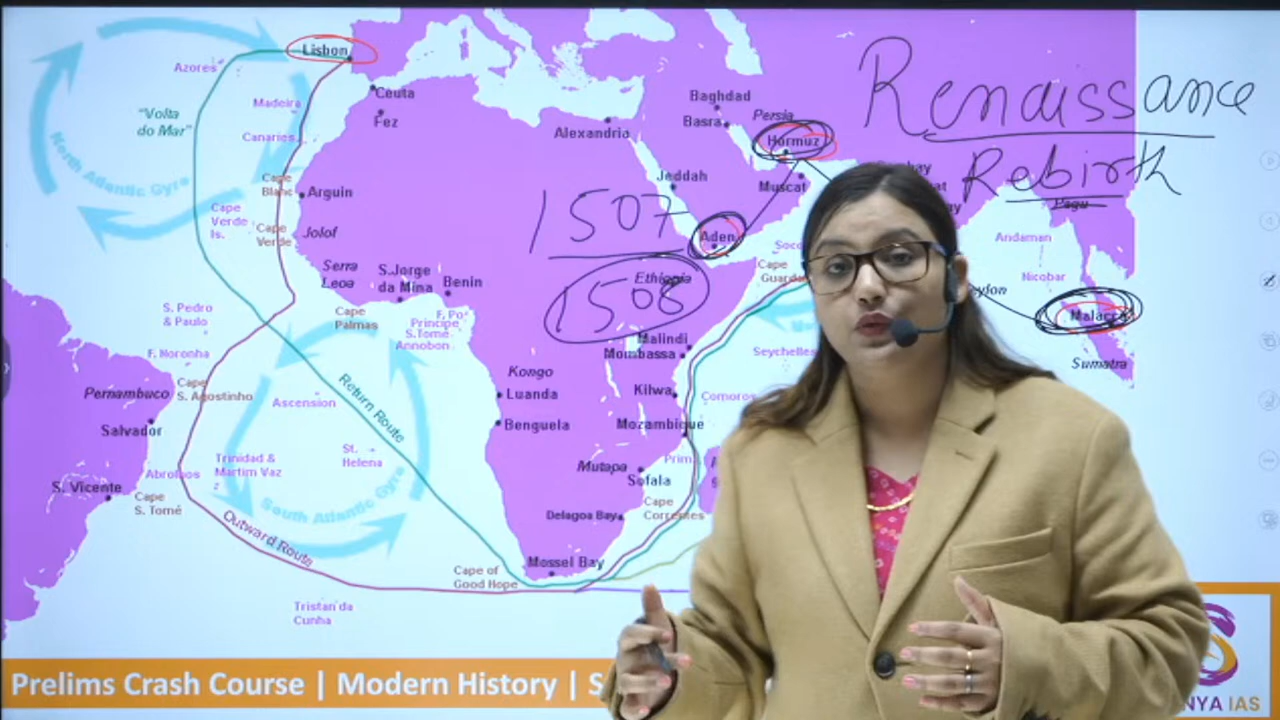 Lisbon
Azores
"Volta
do Mar"
Madeira
Canaries
North Atlantic Gyre
Cape
Blanc
Arguin
Cape
Verde
Is.
Cape
Verde
Jolof
Ceuta
Fez
Alexandria
Baghdad
Basra
Persia
Hormuz
Muscat
Jeddah
Aden
Renaissance
Rebirth
Pagu
1507
1508
Ethiopia
Cape
Andaman
Nicobar
Malacca
Sumatra
Serra
Leoa
S.Jorge
da Mina
Benin
Cape
Palmas
F. Po
Principe
S.Tomé
Annobon
S. Pedro
& Paulo
F. Noronha
Pernambuco
Cape
S. Agostinho
Salvador
Ascension
Return Route
St.
Helena
Kongo
Luanda
Benguela
Malindi
Mombassa
Kilwa
Mozambique
Comoros
Seychelles
Mutapa
Sofala
Cape
Correntes
Delagoa Bay
Mossel Bay
Cape of
Good Hope
Abrolhos
Trinidad &
Martim Vaz
South Atlantic Gyre
S. Vicente
Cape
S. Tomé
Outward Route
Tristan da
Cunha
Prelims Crash Course | Modern History | S
NYA IAS